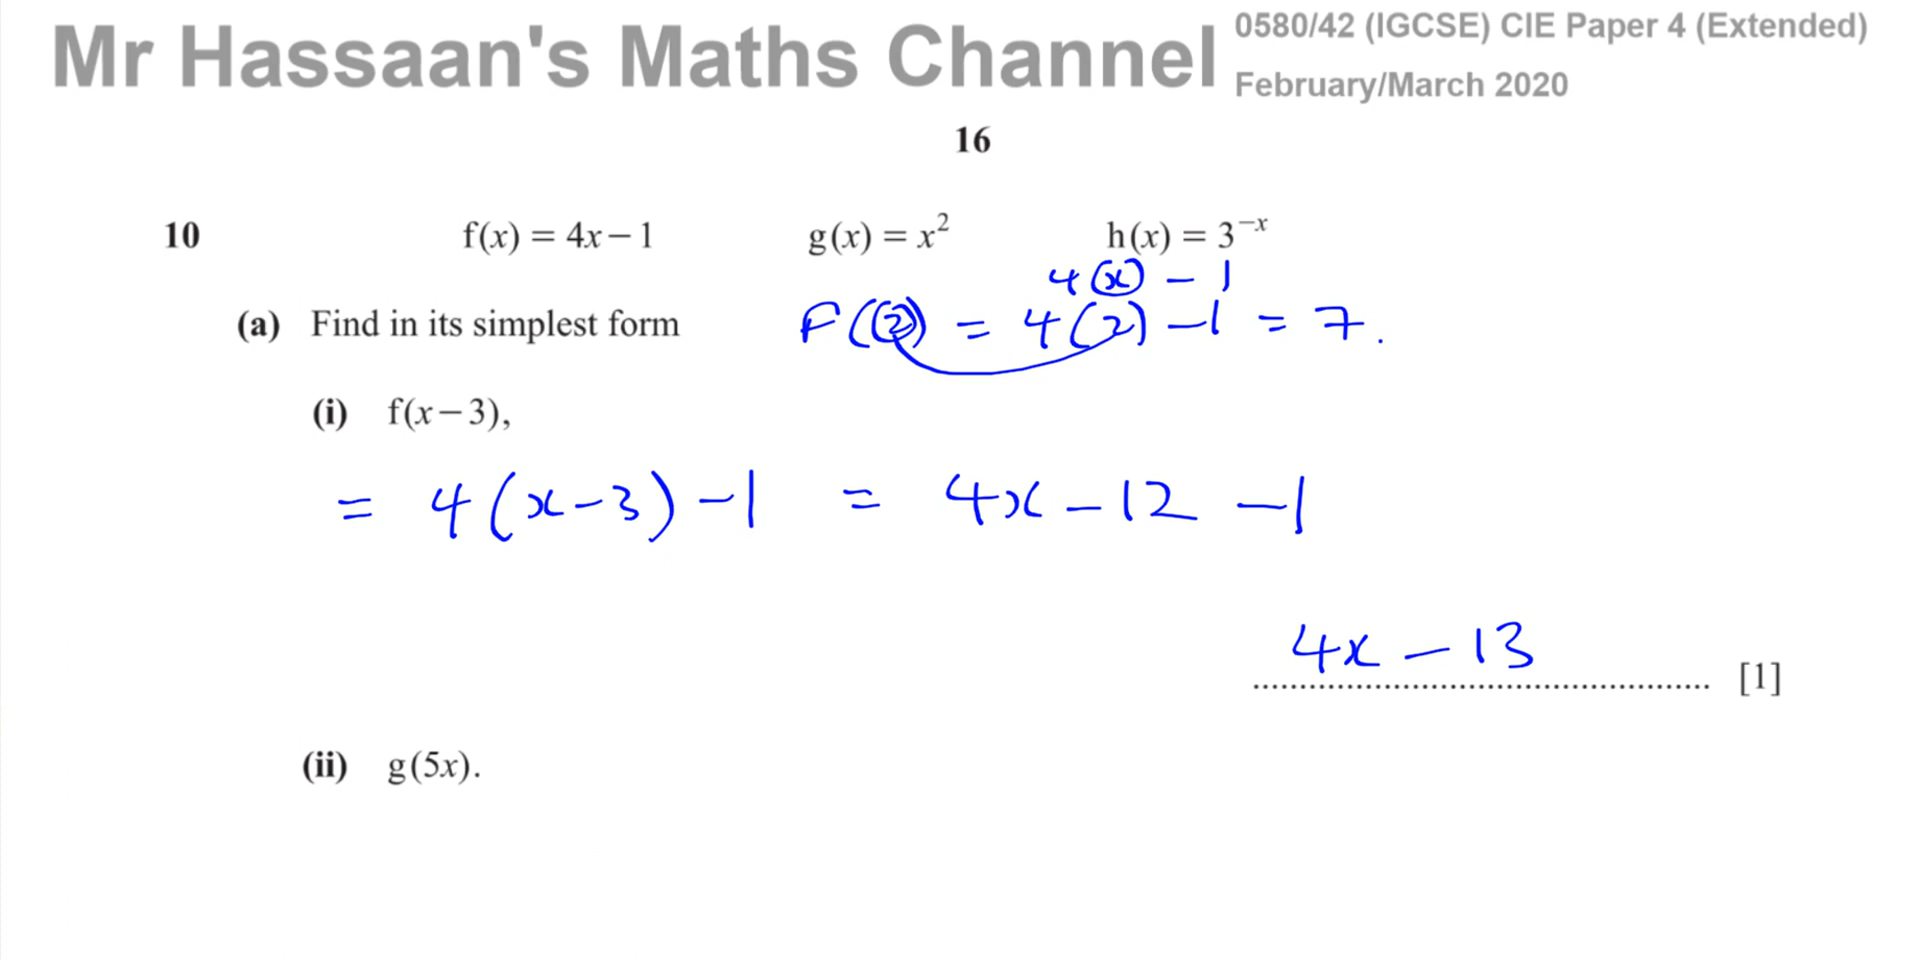 Mr Hassaan's Maths Channel
0580/42 (IGCSE) CIE Paper 4 (Extended)
February/March 2020
16
10 f(x) = 4x − 1 g(x) = x² h(x) = 3⁻ˣ
4(x) − 1
(a) Find in its simplest form F(2) = 4(2) − 1 = 7.
(i) f(x − 3),
= 4(x − 3) − 1 = 4x − 12 − 1
4x − 13
.................................................. [1]
(ii) g(5x).